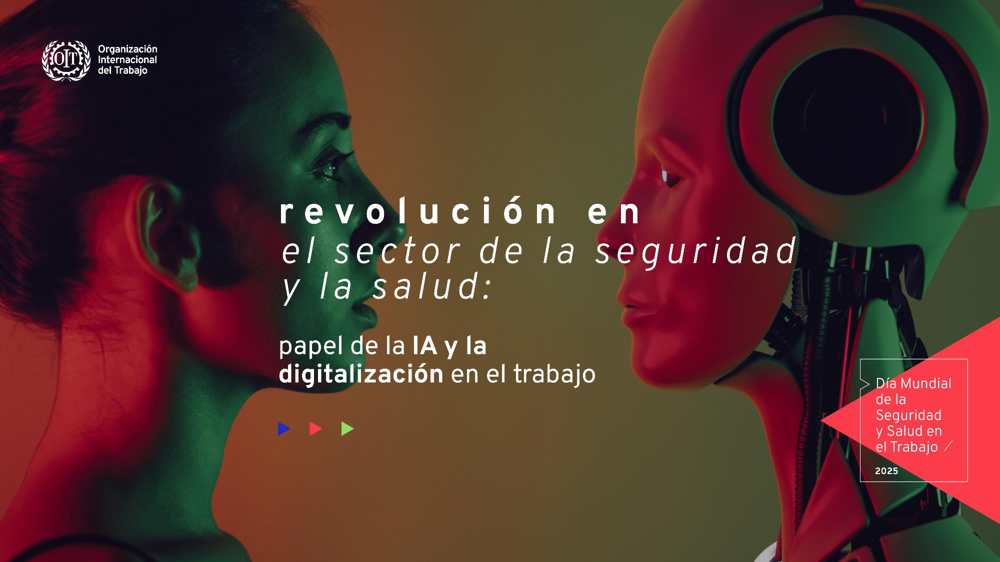 OIT
Organización
Internacional
del Trabajo
revolución en
el sector de la seguridad
y la salud:
papel de la IA y la
digitalización en el trabajo
Día Mundial
de la
Seguridad
y Salud en
el Trabajo /
2025